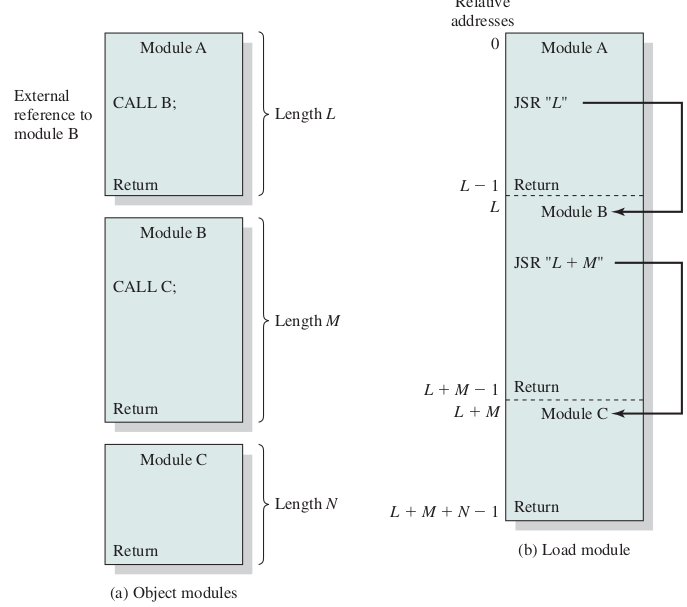 Module A
External
reference to
module B
CALL B;
Length L
Return
Module B
CALL C;
Length M
Return
Module C
Length N
Return
(a) Object modules
Relative
addresses
0
Module A
JSR "L"
L − 1
Return
L
Module B
JSR "L + M"
L + M − 1
Return
L + M
Module C
L + M + N − 1
Return
(b) Load module